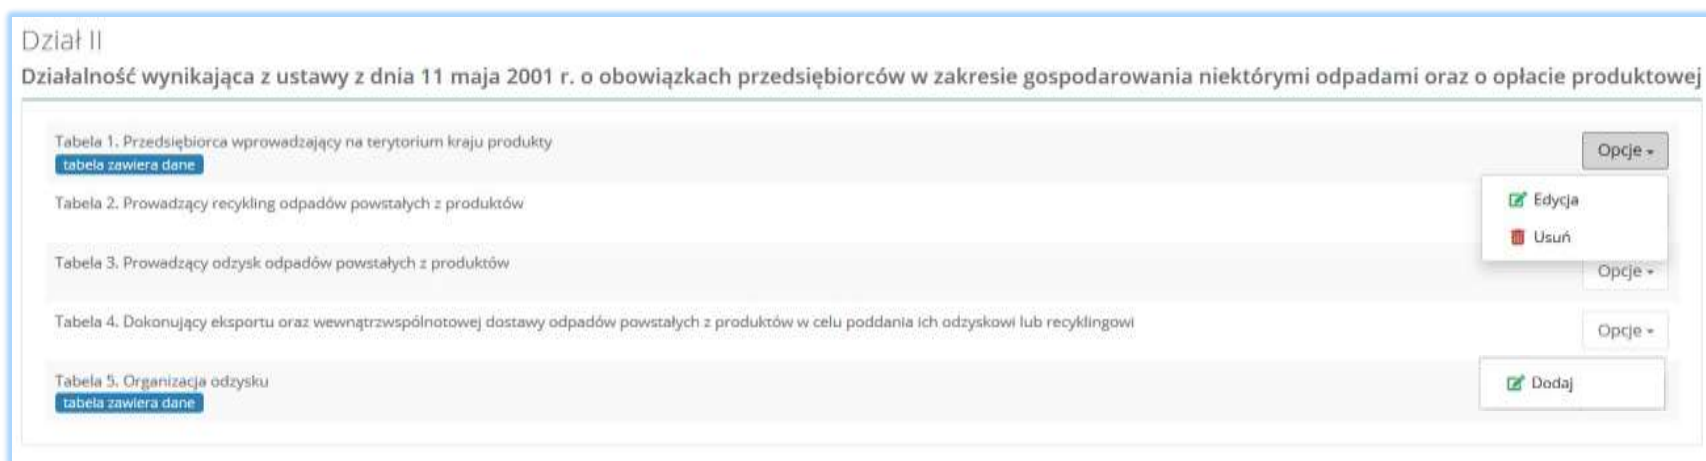 Dział II
Działalność wynikająca z ustawy z dnia 11 maja 2001 r. o obowiązkach przedsiębiorców w zakresie gospodarowania niektórymi odpadami oraz o opłacie produktowej
Tabela 1. Przedsiębiorca wprowadzający na terytorium kraju produkty
tabela zawiera dane
Opcje
Edycja
Usuń
Tabela 2. Prowadzący recykling odpadów powstałych z produktów
Tabela 3. Prowadzący odzysk odpadów powstałych z produktów
Opcje
Tabela 4. Dokonujący eksportu oraz wewnątrzwspólnotowej dostawy odpadów powstałych z produktów w celu poddania ich odzyskowi lub recyklingowi
Opcje
Dodaj
Tabela 5. Organizacja odzysku
tabela zawiera dane